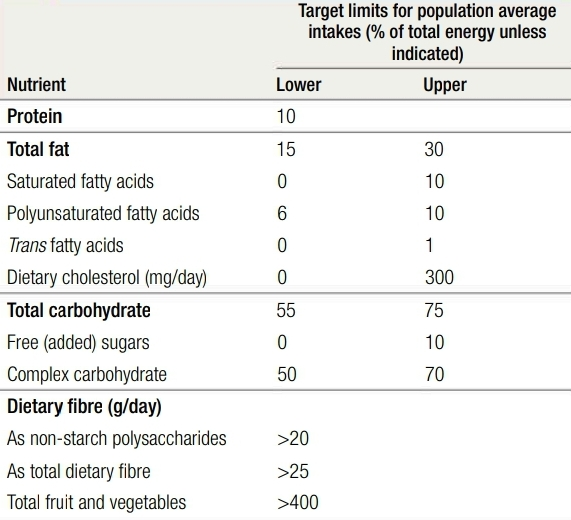 Target limits for population average
intakes (% of total energy unless
indicated)
Nutrient Lower Upper
Protein 10
Total fat 15 30
Saturated fatty acids 0 10
Polyunsaturated fatty acids 6 10
Trans fatty acids 0 1
Dietary cholesterol (mg/day) 0 300
Total carbohydrate 55 75
Free (added) sugars 0 10
Complex carbohydrate 50 70
Dietary fibre (g/day)
As non-starch polysaccharides >20
As total dietary fibre >25
Total fruit and vegetables >400